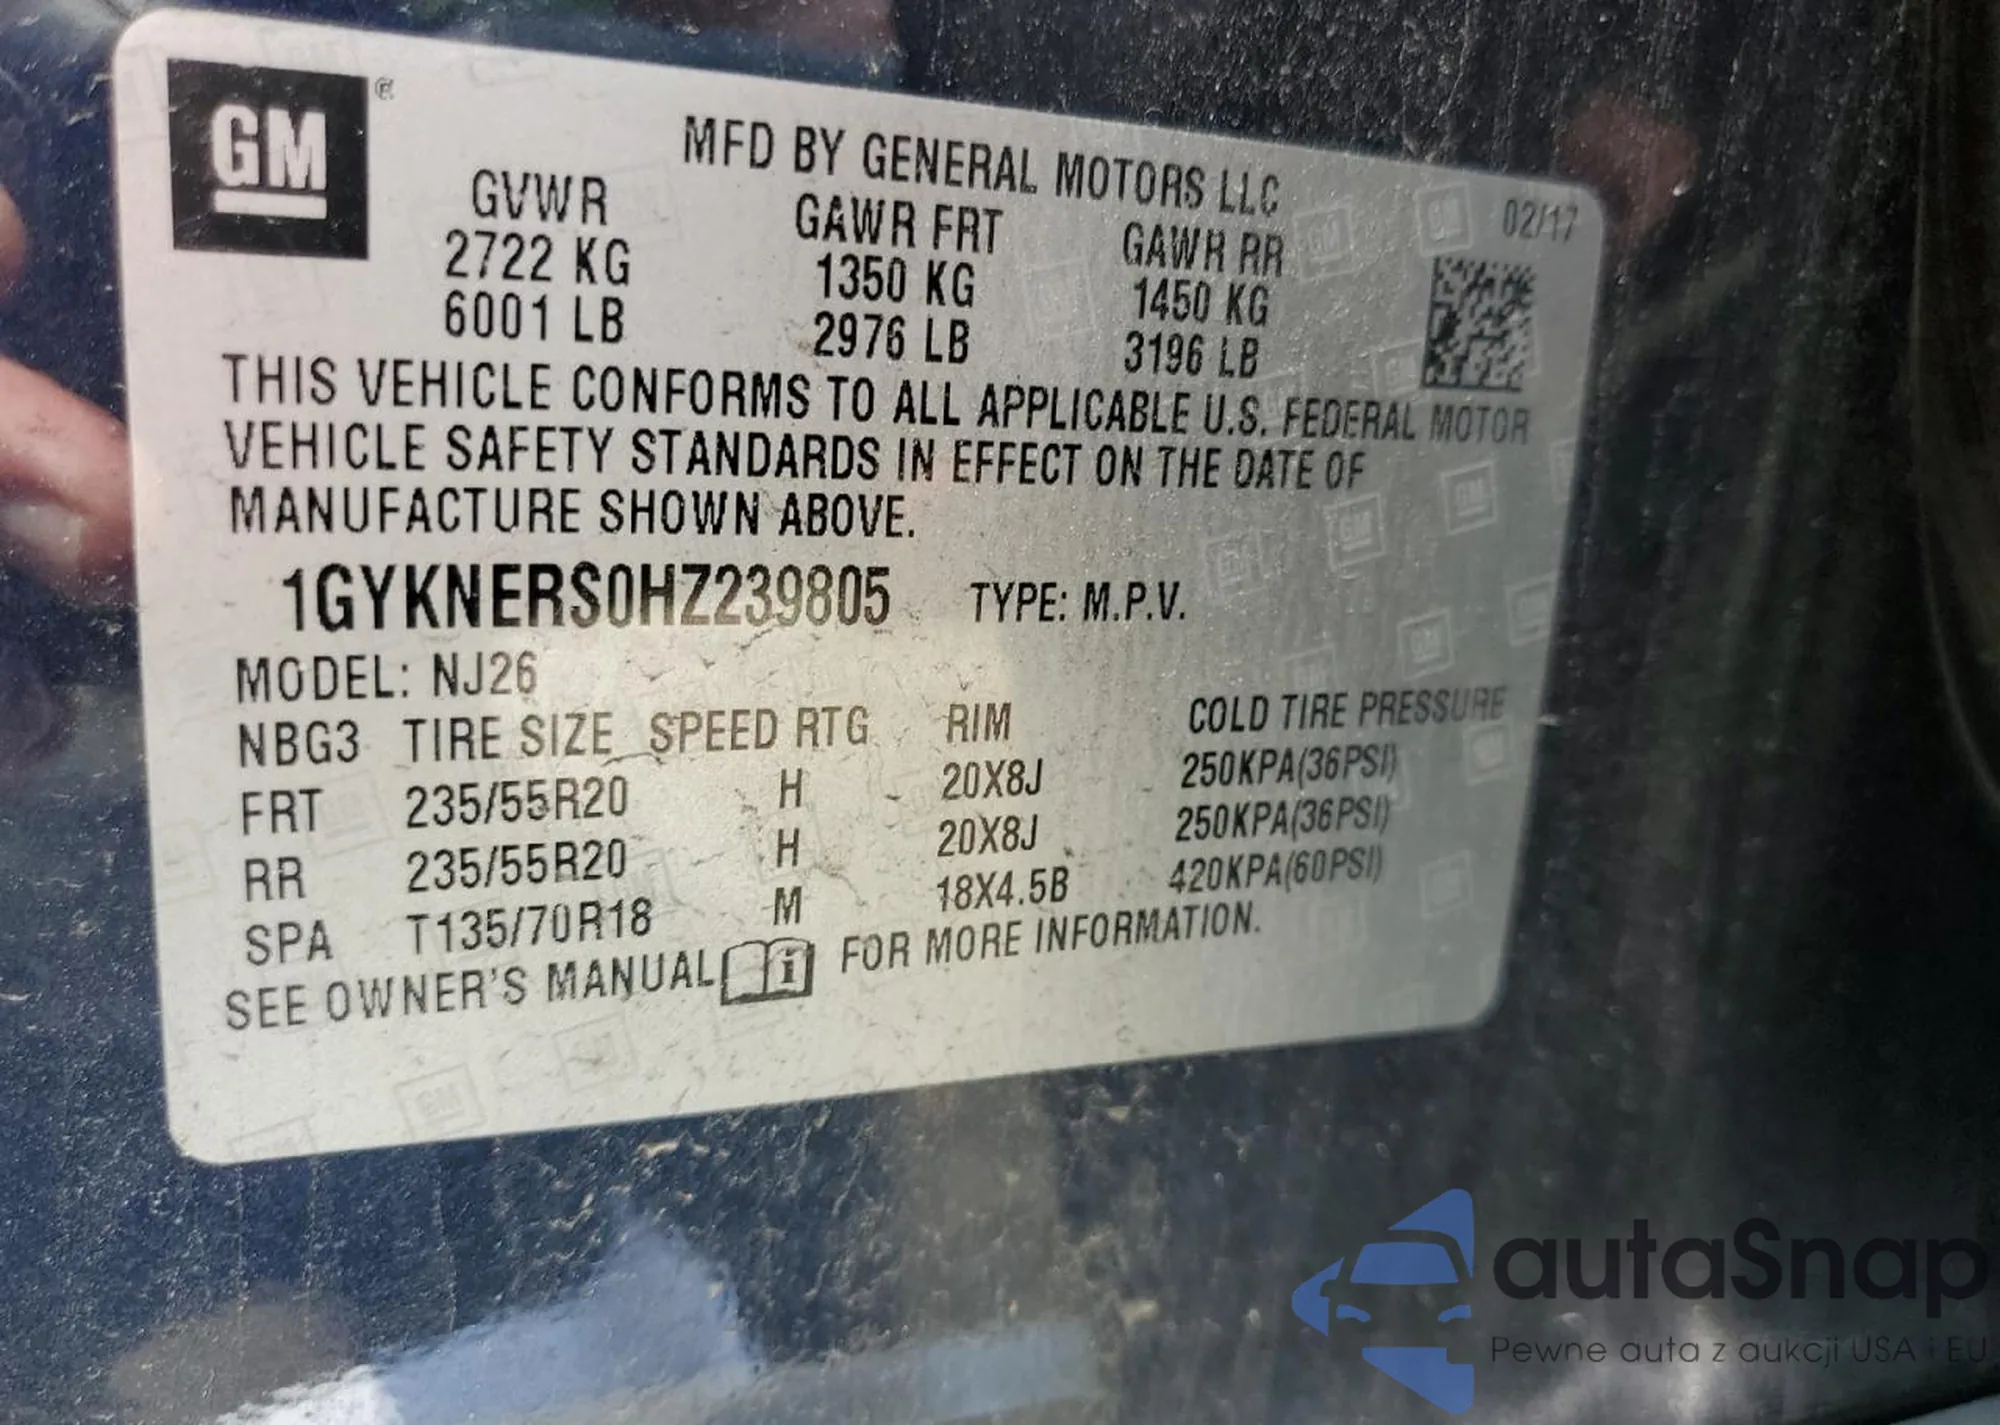 GM
MFD BY GENERAL MOTORS LLC
02/17
GVWR GAWR FRT GAWR RR
2722 KG 1350 KG 1450 KG
6001 LB 2976 LB 3196 LB
THIS VEHICLE CONFORMS TO ALL APPLICABLE U.S. FEDERAL MOTOR
VEHICLE SAFETY STANDARDS IN EFFECT ON THE DATE OF
MANUFACTURE SHOWN ABOVE.
1GYKNERS0HZ239805 TYPE: M.P.V.
MODEL: NJ26
NBG3 TIRE SIZE SPEED RTG RIM COLD TIRE PRESSURE
FRT 235/55R20 H 20X8J 250KPA(36PSI)
RR 235/55R20 H 20X8J 250KPA(36PSI)
SPA T135/70R18 M 18X4.5B 420KPA(60PSI)
SEE OWNER'S MANUAL i FOR MORE INFORMATION.
autaSnap
Pewne auta z aukcji USA i EU